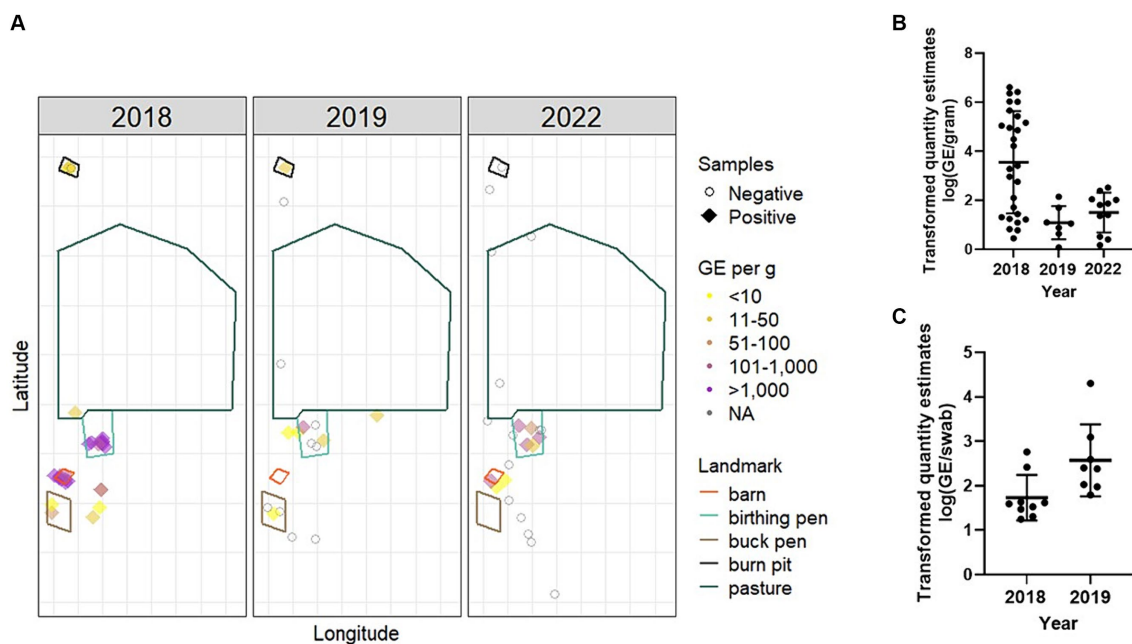 A
2018
2019
2022
Latitude
Longitude
Samples
Negative
Positive
GE per g
<10
11-50
51-100
101-1,000
>1,000
NA
Landmark
barn
birthing pen
buck pen
burn pit
pasture
B
Transformed quantity estimates
log(GE/gram)
8
6
4
2
0
2018 2019 2022
Year
C
Transformed quantity estimates
log(GE/swab)
5
4
3
2
1
0
2018 2019
Year